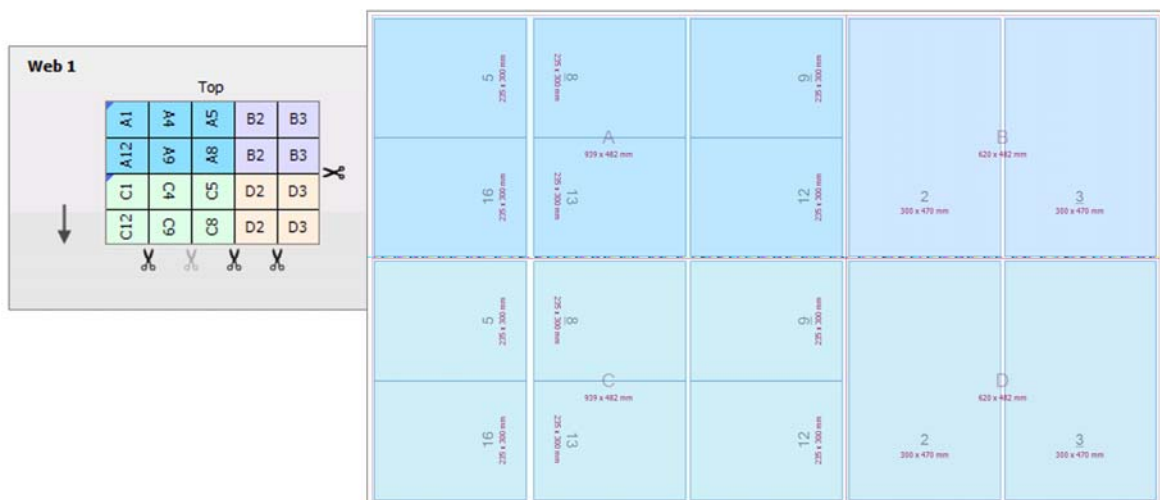 Web 1
Top
A1 A4 A5 B2 B3
A12 A9 A8 B2 B3
C1 C4 C5 D2 D3
C12 C9 C8 D2 D3
5 235 x 300 mm
8 235 x 300 mm
9 235 x 300 mm
A
939 x 482 mm
16 235 x 300 mm
13 235 x 300 mm
12 235 x 300 mm
B
620 x 482 mm
2
300 x 470 mm
3
300 x 470 mm
5 235 x 300 mm
8 235 x 300 mm
9 235 x 300 mm
C
939 x 482 mm
16 235 x 300 mm
13 235 x 300 mm
12 235 x 300 mm
D
620 x 482 mm
2
300 x 470 mm
3
300 x 470 mm